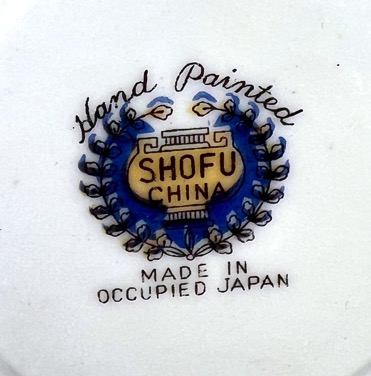 Hand Painted
SHOFU
CHINA
MADE IN
OCCUPIED JAPAN